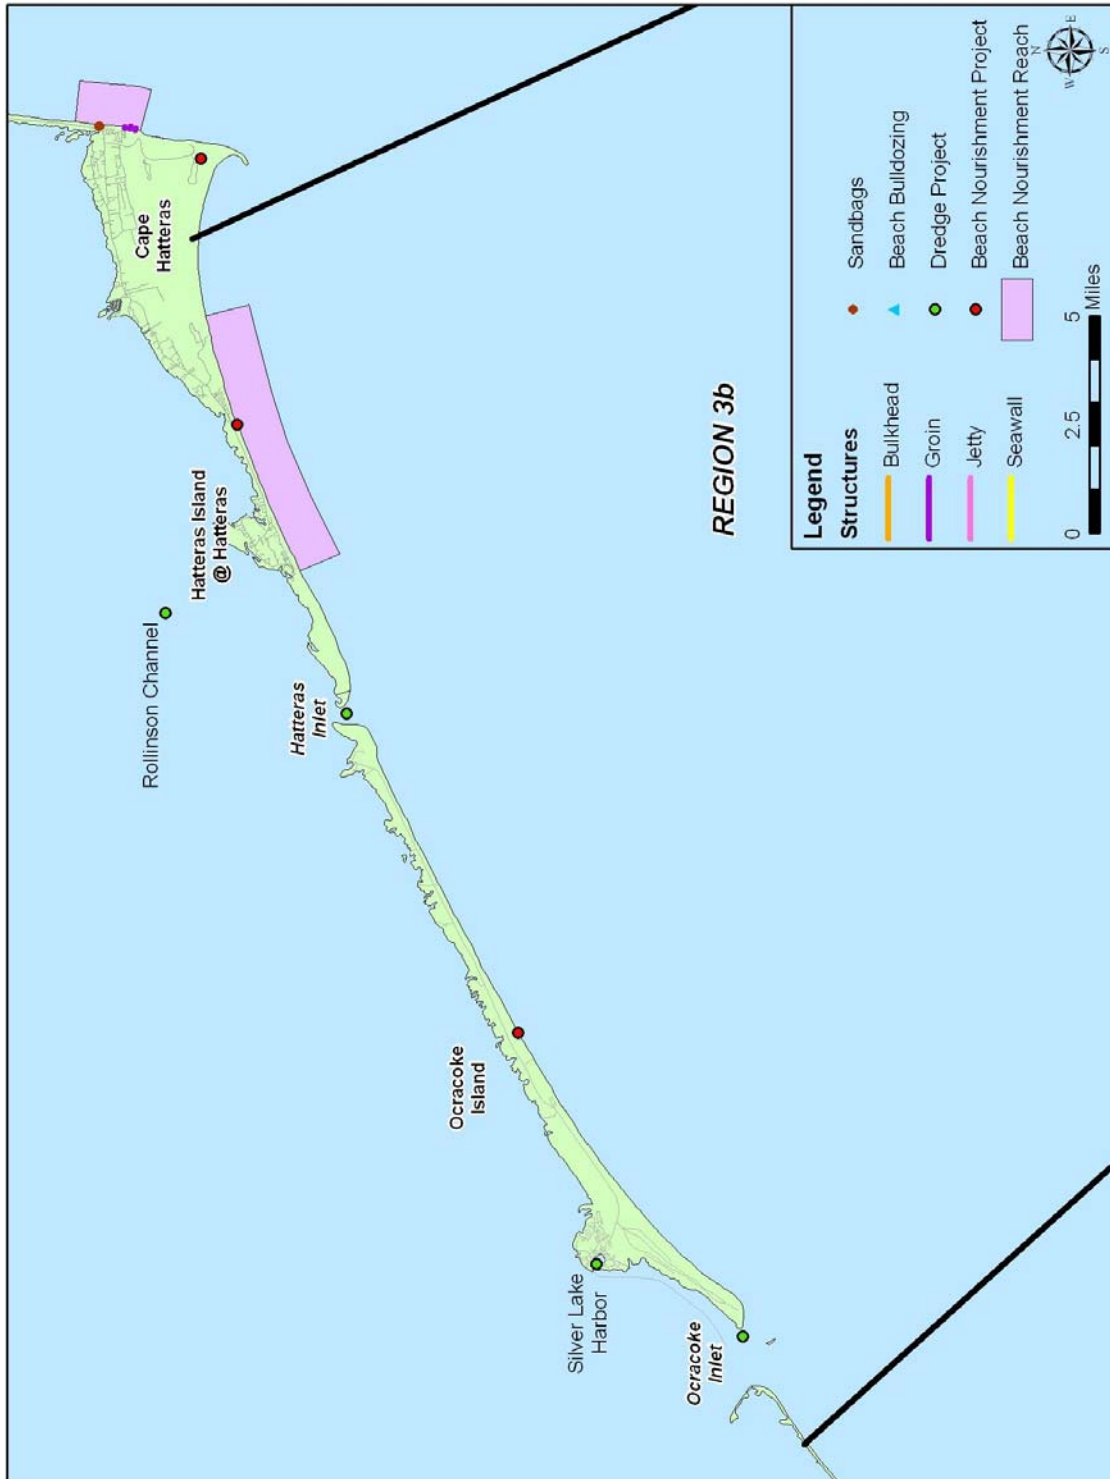 Cape
Hatteras
Hatteras Island
@ Hatteras
Rollinson Channel
Hatteras
Inlet
Ocracoke
Island
Silver Lake
Harbor
Ocracoke
Inlet
REGION 3b
Legend
Structures
Bulkhead
Groin
Jetty
Seawall
Sandbags
Beach Bulldozing
Dredge Project
Beach Nourishment Project
Beach Nourishment Reach
0 2.5 5
Miles
N
W E
S